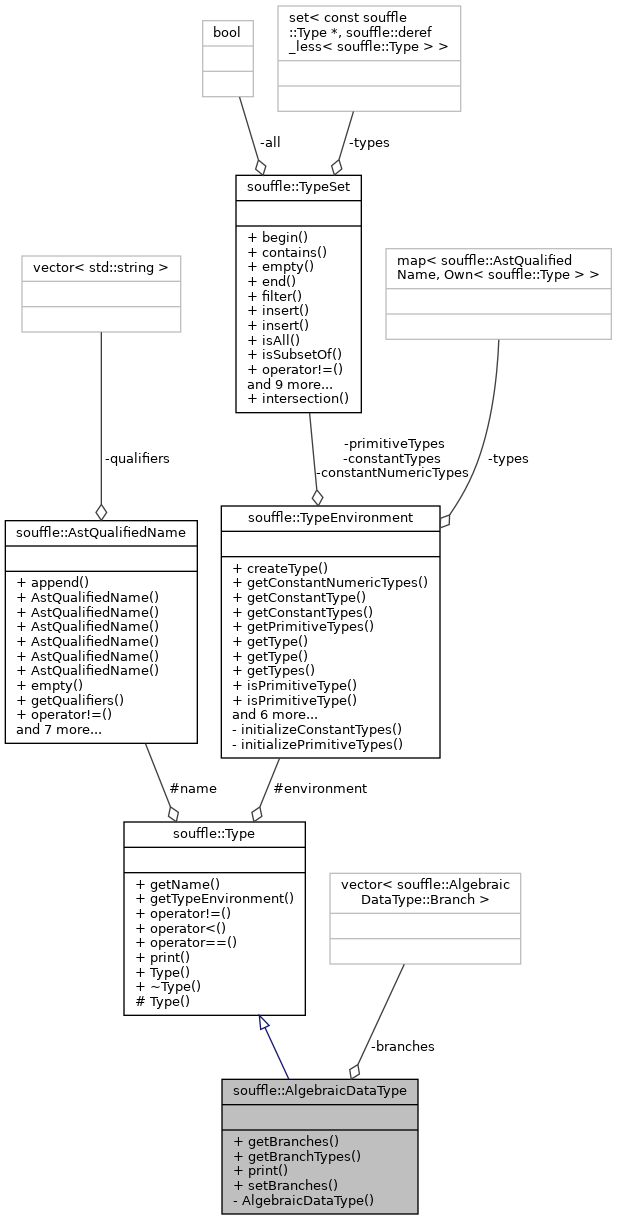 bool
set< const souffle
::Type *, souffle::deref
_less< souffle::Type > >
-all
-types
souffle::TypeSet
+ begin()
+ contains()
+ empty()
+ end()
+ filter()
+ insert()
+ insert()
+ isAll()
+ isSubsetOf()
+ operator!=()
and 9 more...
+ intersection()
vector< std::string >
map< souffle::AstQualified
Name, Own< souffle::Type > >
-qualifiers
-primitiveTypes
-constantTypes
-constantNumericTypes
-types
souffle::AstQualifiedName
+ append()
+ AstQualifiedName()
+ AstQualifiedName()
+ AstQualifiedName()
+ AstQualifiedName()
+ AstQualifiedName()
+ AstQualifiedName()
+ empty()
+ getQualifiers()
+ operator!=()
and 7 more...
souffle::TypeEnvironment
+ createType()
+ getConstantNumericTypes()
+ getConstantType()
+ getConstantTypes()
+ getPrimitiveTypes()
+ getType()
+ getType()
+ getTypes()
+ isPrimitiveType()
+ isPrimitiveType()
and 6 more...
- initializeConstantTypes()
- initializePrimitiveTypes()
#name
#environment
souffle::Type
+ getName()
+ getTypeEnvironment()
+ operator!=()
+ operator<()
+ operator==()
+ print()
+ Type()
+ ~Type()
# Type()
vector< souffle::Algebraic
DataType::Branch >
-branches
souffle::AlgebraicDataType
+ getBranches()
+ getBranchTypes()
+ print()
+ setBranches()
- AlgebraicDataType()